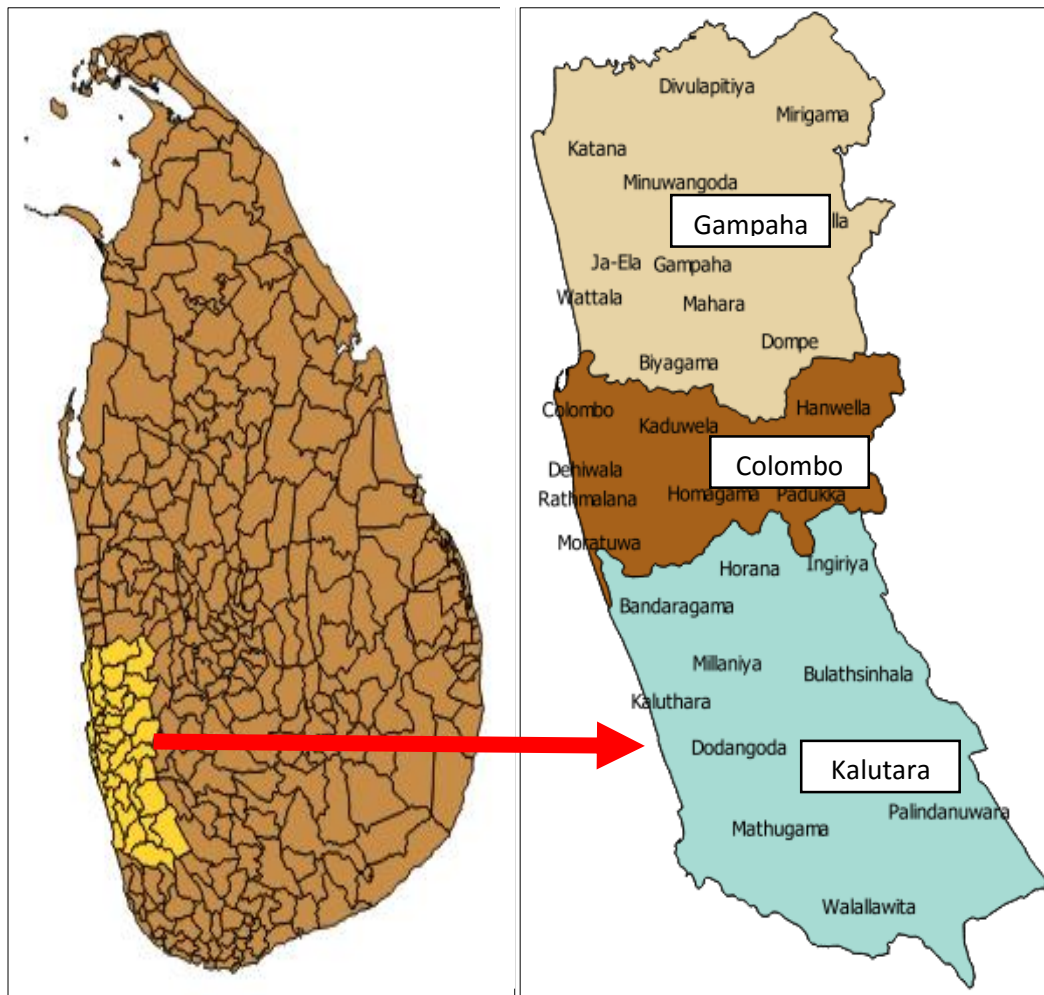 Divulapitiya
Mirigama
Katana
Minuwangoda
Gampaha
Ja-Ela
Gampaha
Wattala
Mahara
Dompe
Biyagama
Hanwella
Colombo
Kaduwela
Colombo
Dehiwala
Rathmalana
Homagama
Padukka
Moratuwa
Horana
Ingiriya
Bandaragama
Millaniya
Bulathsinhala
Kaluthara
Dodangoda
Kalutara
Palindanuwara
Mathugama
Walallawita